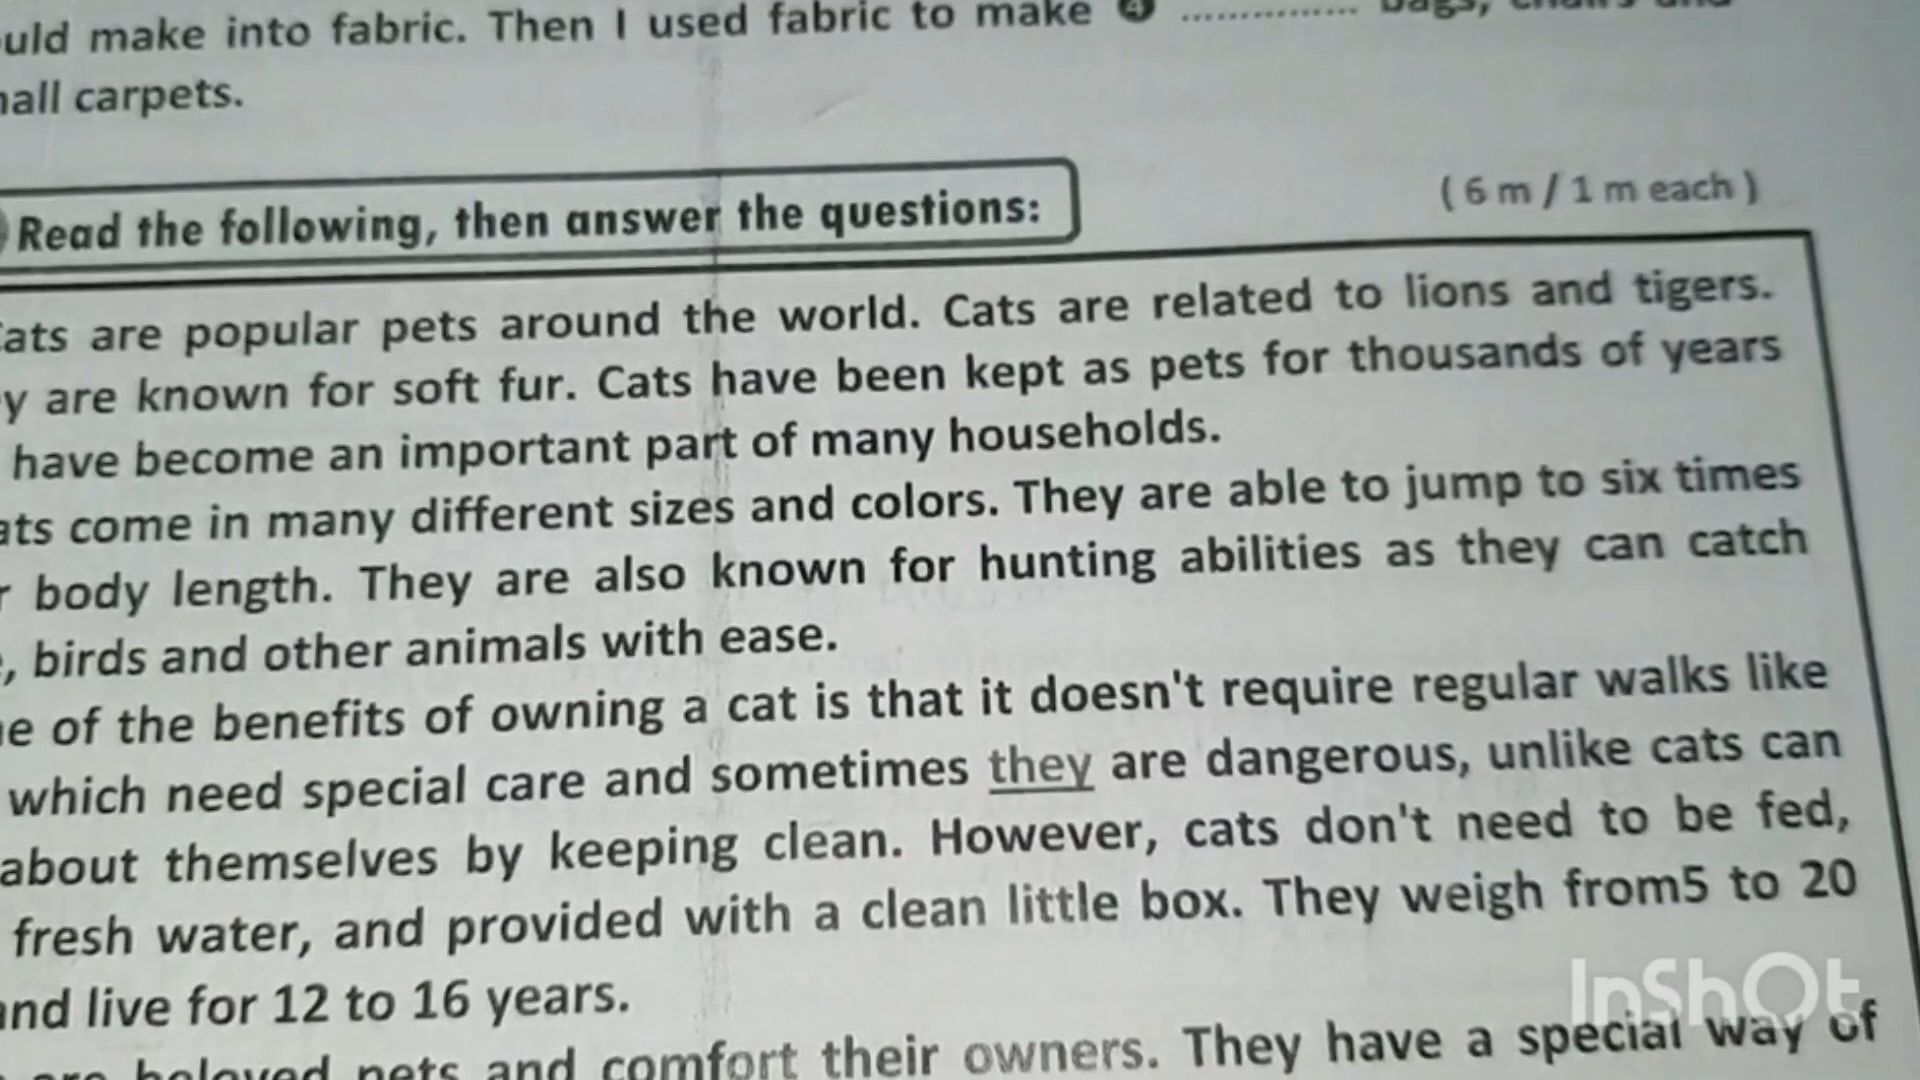 make into fabric. Then I used fabric to make 4 .............. bags, chairs and
carpets.
Read the following, then answer the questions:
( 6 m / 1 m each )
are popular pets around the world. Cats are related to lions and tigers.
are known for soft fur. Cats have been kept as pets for thousands of years
have become an important part of many households.
come in many different sizes and colors. They are able to jump to six times
body length. They are also known for hunting abilities as they can catch
, birds and other animals with ease.
of the benefits of owning a cat is that it doesn't require regular walks like
which need special care and sometimes they are dangerous, unlike cats can
about themselves by keeping clean. However, cats don't need to be fed,
fresh water, and provided with a clean little box. They weigh from5 to 20
and live for 12 to 16 years.
are beloved pets and comfort their owners. They have a special way of
InShOt